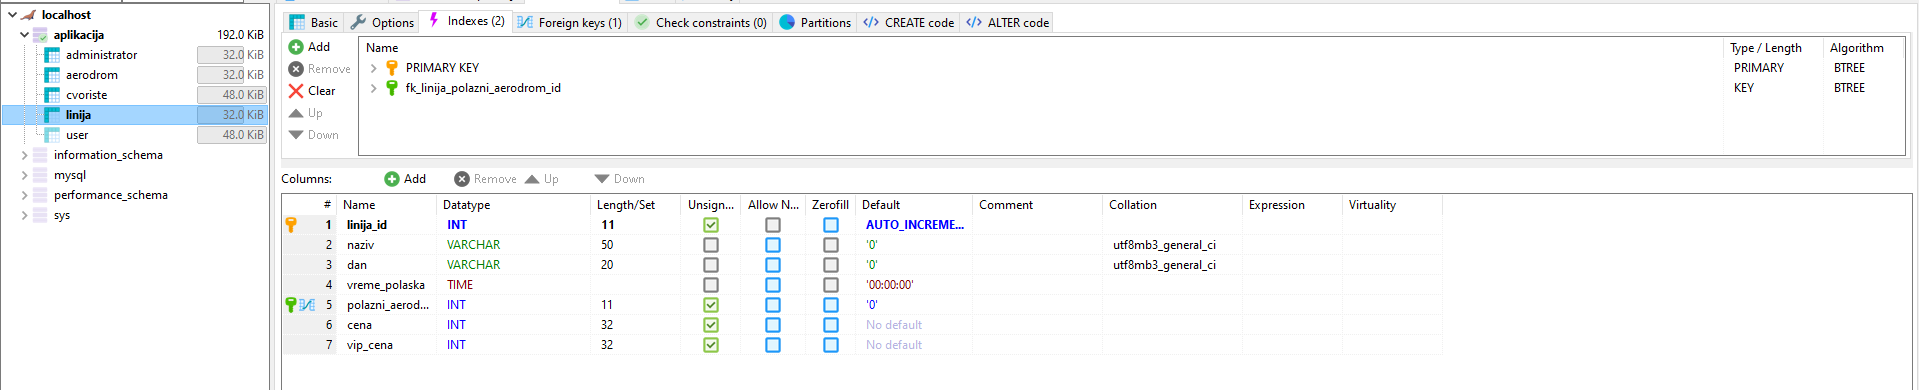 localhost
aplikacija 192.0 KiB
administrator 32.0 KiB
aerodrom 32.0 KiB
cvoriste 48.0 KiB
linija 32.0 KiB
user 48.0 KiB
information_schema
mysql
performance_schema
sys
Basic Options Indexes (2) Foreign keys (1) Check constraints (0) Partitions CREATE code ALTER code
Add
Remove
Clear
Up
Down
Name Type / Length Algorithm
PRIMARY KEY PRIMARY BTREE
fk_linija_polazni_aerodrom_id KEY BTREE
Columns: Add Remove Up Down
# Name Datatype Length/Set Unsign... Allow N... Zerofill Default Comment Collation Expression Virtuality
1 linija_id INT 11 AUTO_INCREME...
2 naziv VARCHAR 50 '0' utf8mb3_general_ci
3 dan VARCHAR 20 '0' utf8mb3_general_ci
4 vreme_polaska TIME '00:00:00'
5 polazni_aerod... INT 11 '0'
6 cena INT 32 No default
7 vip_cena INT 32 No default